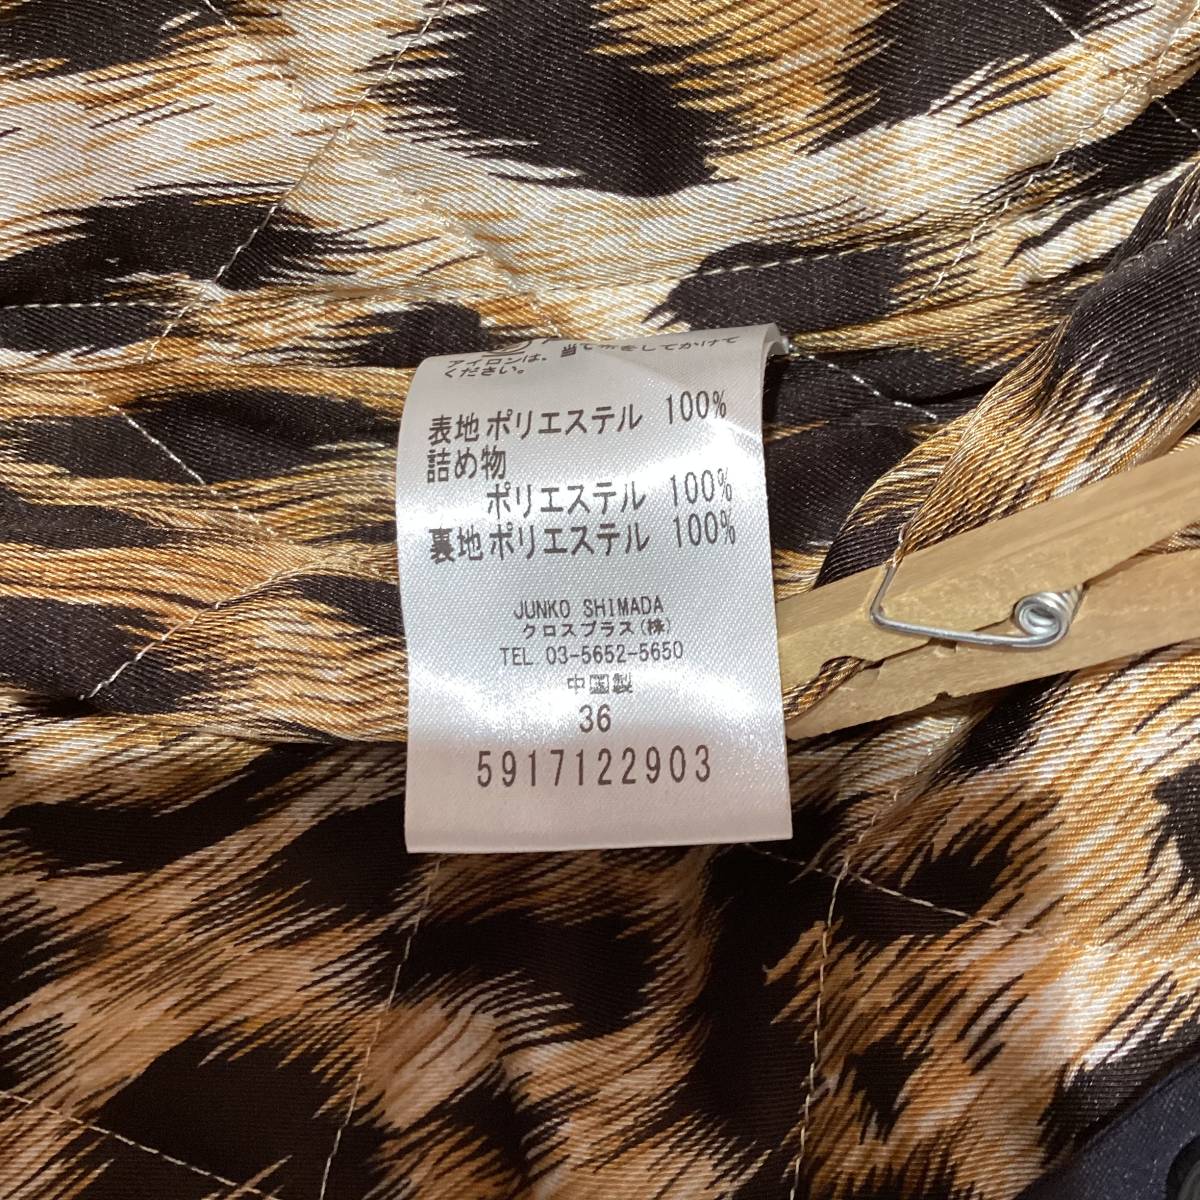 アイロンは、当て布をしてかけて
ください。
表地 ポリエステル 100%
詰め物
ポリエステル 100%
裏地 ポリエステル 100%
JUNKO SHIMADA
クロスプラス(株)
TEL 03-5652-5650
中国製
36
5917122903